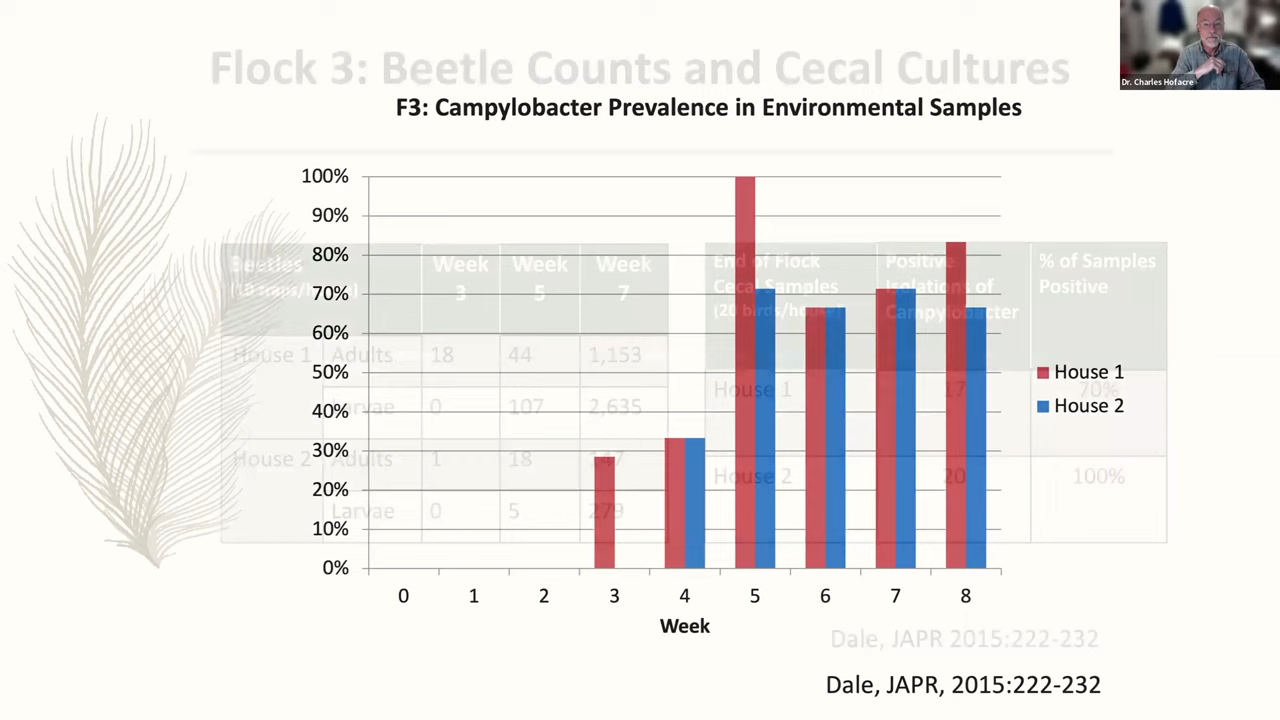 Dr. Charles Hofacre
Flock 3: Beetle Counts and Cecal Cultures
F3: Campylobacter Prevalence in Environmental Samples
100%
90%
80%
70%
60%
50%
40%
30%
20%
10%
0%
0 1 2 3 4 5 6 7 8
Week
House 1
House 2
Beetles
Week 3
Week 5
Week 7
House 1 Adults 18 44 1,153
Larvae 0 107 2,635
House 2 Adults 1 18 147
Larvae 0 5 279
End of Flock Cecal Samples
(20 birds/house)
Positive Isolations of Campylobacter
% of Samples Positive
House 1 17 70%
House 2 20 100%
Dale, JAPR 2015:222-232
Dale, JAPR, 2015:222-232